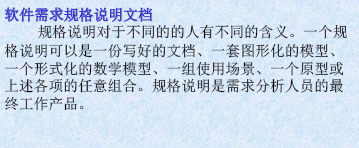 软件需求规格说明文档
规格说明对于不同的的人有不同的含义。一个规
格说明可以是一份写好的文档、一套图形化的模型、
一个形式化的数学模型、一组使用场景、一个原型或
上述各项的任意组合。规格说明是需求分析人员的最
终工作产品。